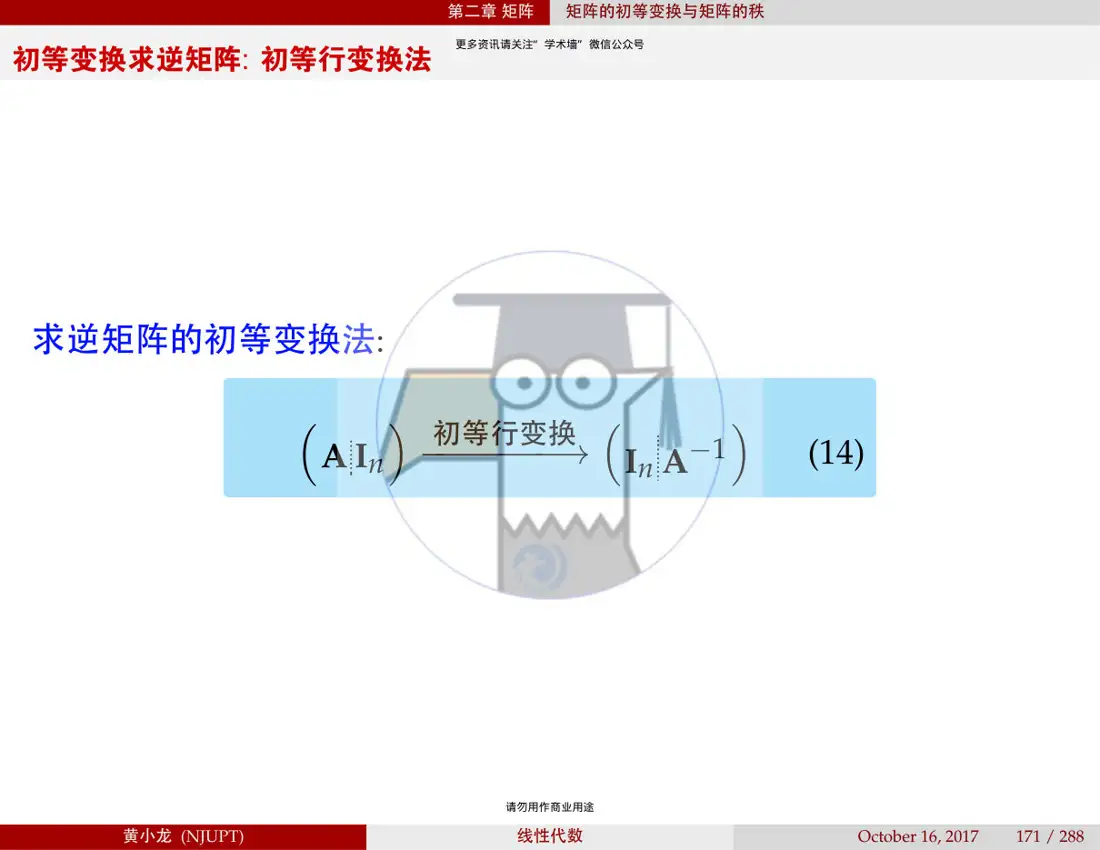 第二章 矩阵 矩阵的初等变换与矩阵的秩
更多资讯请关注“学术墙”微信公众号
初等变换求逆矩阵: 初等行变换法
求逆矩阵的初等变换法:
初等行变换
(A⋮Iₙ) ⟶ (Iₙ⋮A⁻¹) (14)
请勿用作商业用途
黄小龙 (NJUPT) 线性代数 October 16, 2017 171 / 288